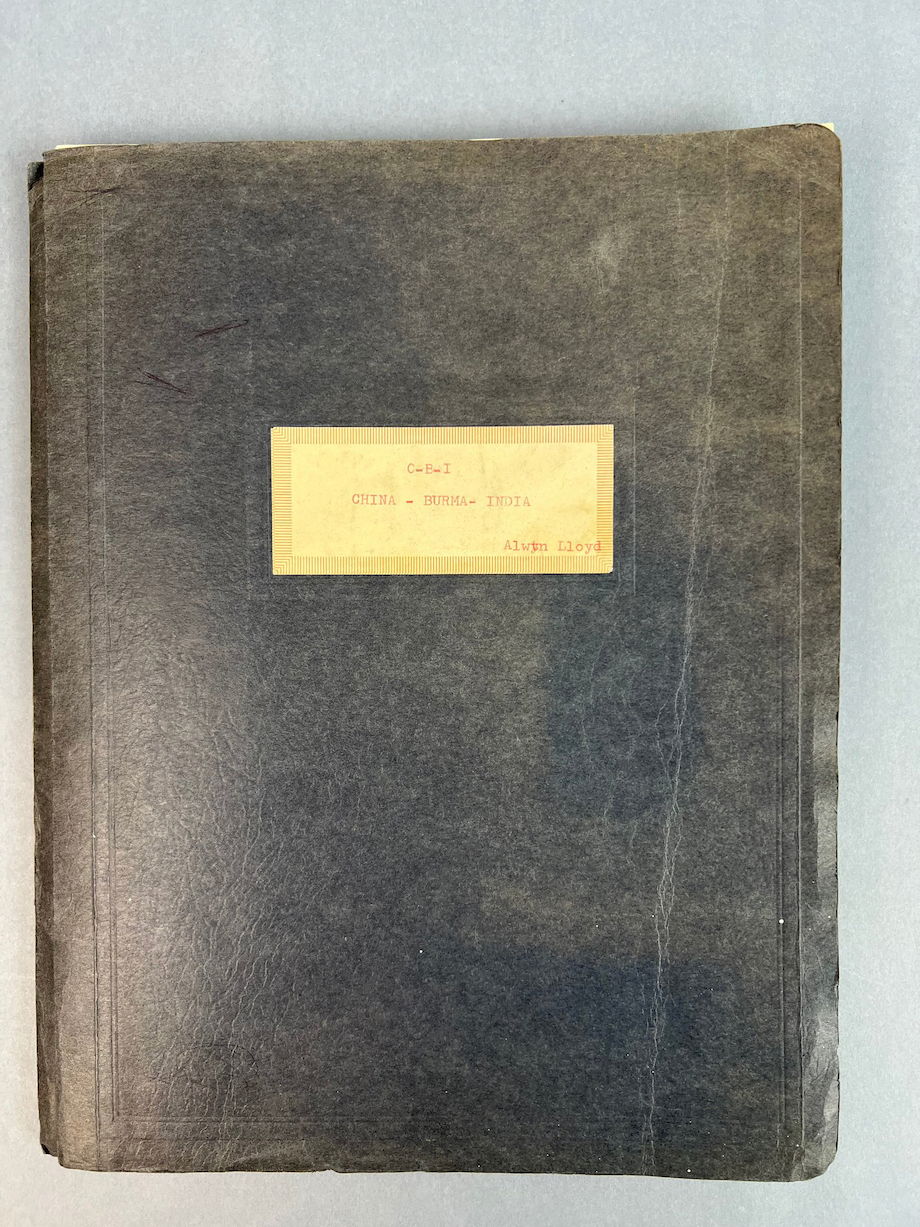 C-B-I
CHINA - BURMA- INDIA
Alwyn Lloyd